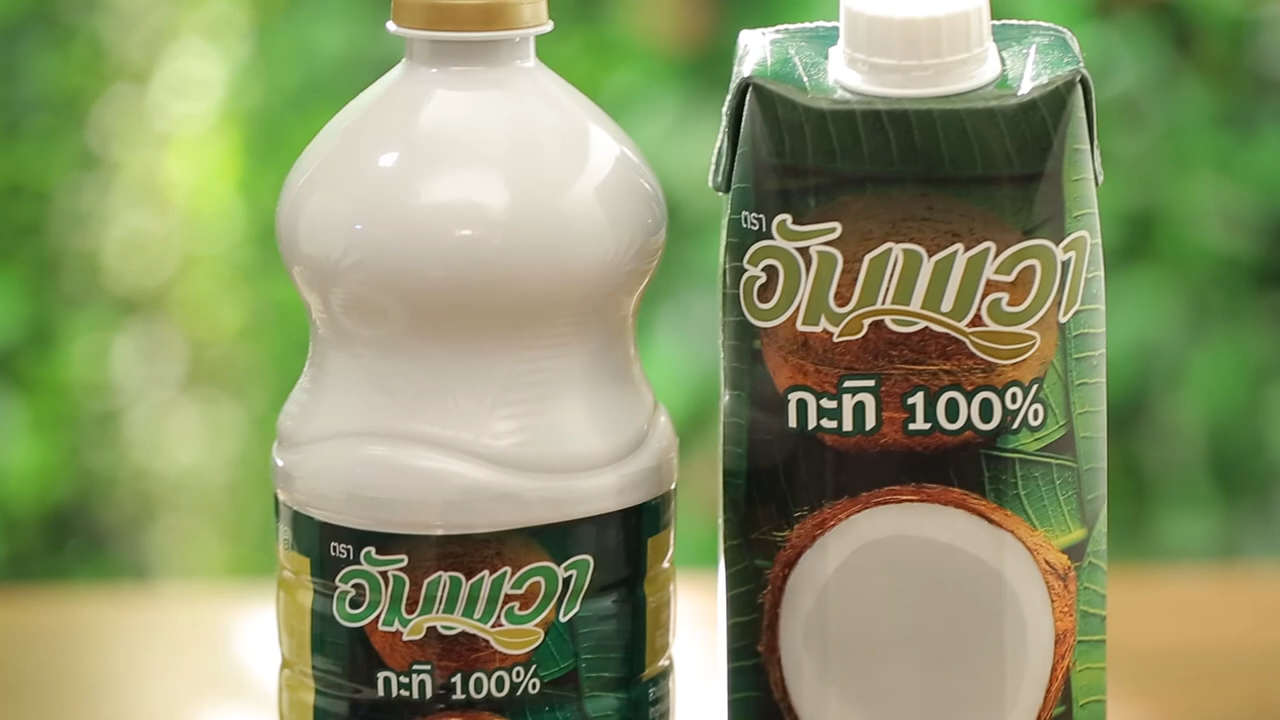 ตรา
อัมพวา
กะทิ 100%
ตรา
อัมพวา
กะทิ 100%